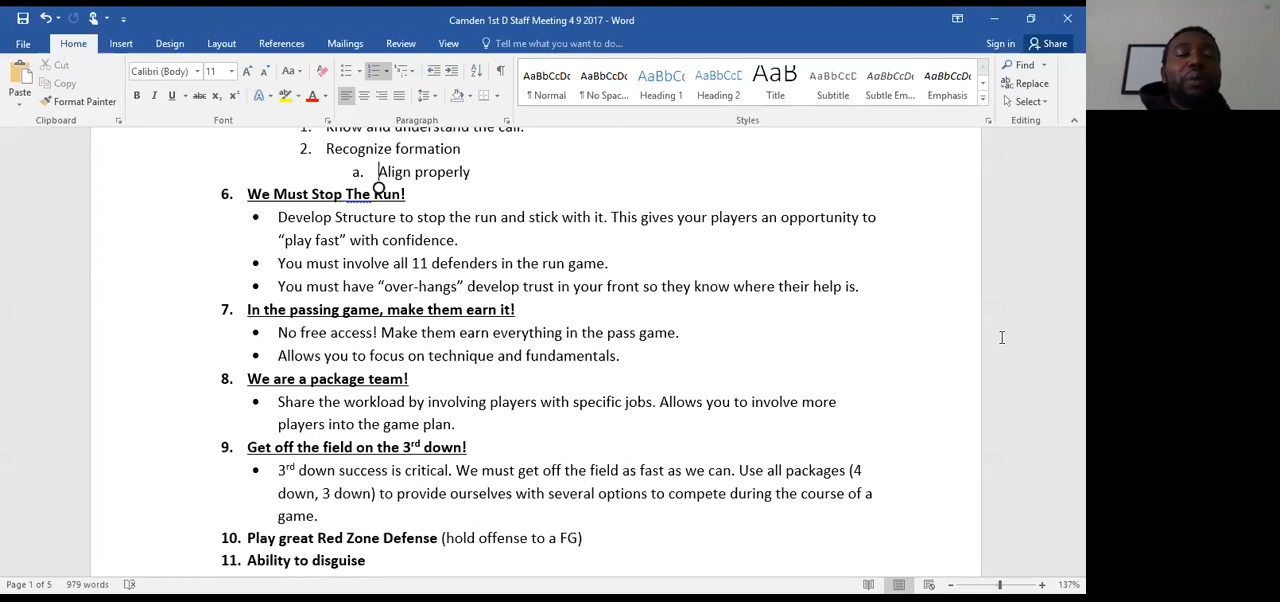 Camden 1st D Staff Meeting 4 9 2017 - Word
File Home Insert Design Layout References Mailings Review View Tell me what you want to do... Sign in Share
Cut
Copy
Paste
Format Painter
Clipboard
Calibri (Body) 11
Aa
B I U abc x₂ x²
Font
Paragraph
AaBbCcDc AaBbCcDc AaBbCc AaBbCcD AaB AaBbCcD AaBbCcDt AaBbCcDt
¶ Normal ¶ No Spac... Heading 1 Heading 2 Title Subtitle Subtle Em... Emphasis
Styles
Find
Replace
Select
Editing
1. Know and understand the call.
2. Recognize formation
a. Align properly
6. We Must Stop The Run!
• Develop Structure to stop the run and stick with it. This gives your players an opportunity to
“play fast” with confidence.
• You must involve all 11 defenders in the run game.
• You must have “over-hangs” develop trust in your front so they know where their help is.
7. In the passing game, make them earn it!
• No free access! Make them earn everything in the pass game.
• Allows you to focus on technique and fundamentals.
8. We are a package team!
• Share the workload by involving players with specific jobs. Allows you to involve more
players into the game plan.
9. Get off the field on the 3rd down!
• 3rd down success is critical. We must get off the field as fast as we can. Use all packages (4
down, 3 down) to provide ourselves with several options to compete during the course of a
game.
10. Play great Red Zone Defense (hold offense to a FG)
11. Ability to disguise
Page 1 of 5 979 words 137%